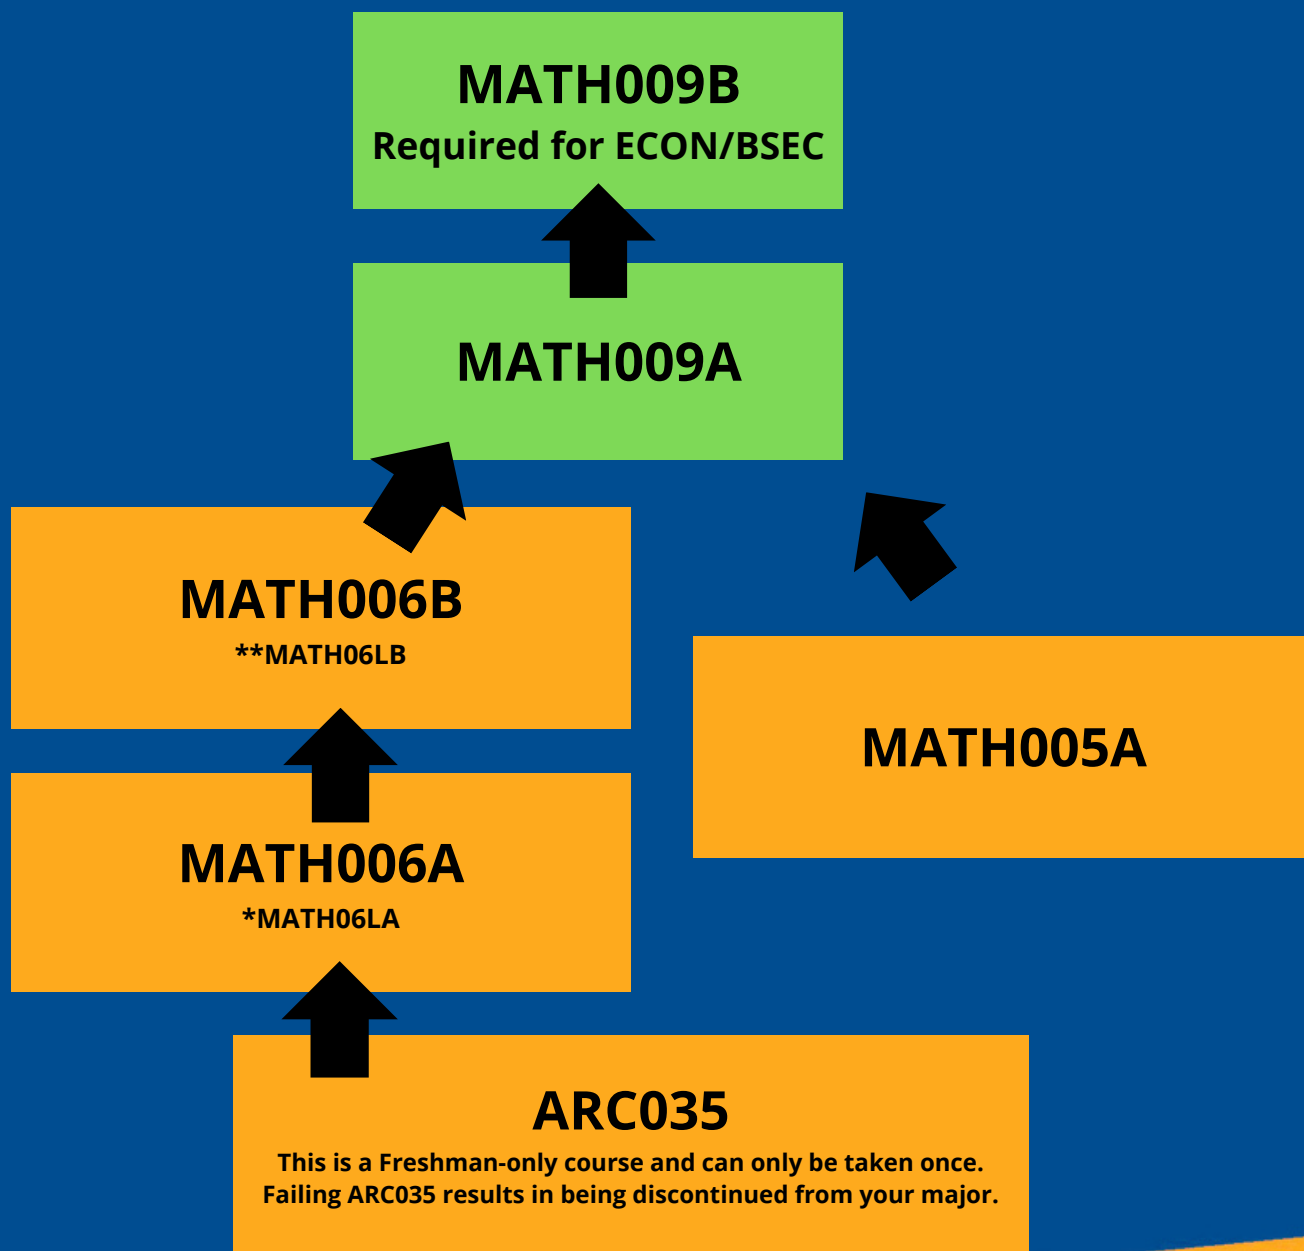 MATH009B
Required for ECON/BSEC
MATH009A
MATH006B
**MATH06LB
MATH005A
MATH006A
*MATH06LA
ARC035
This is a Freshman-only course and can only be taken once.
Failing ARC035 results in being discontinued from your major.